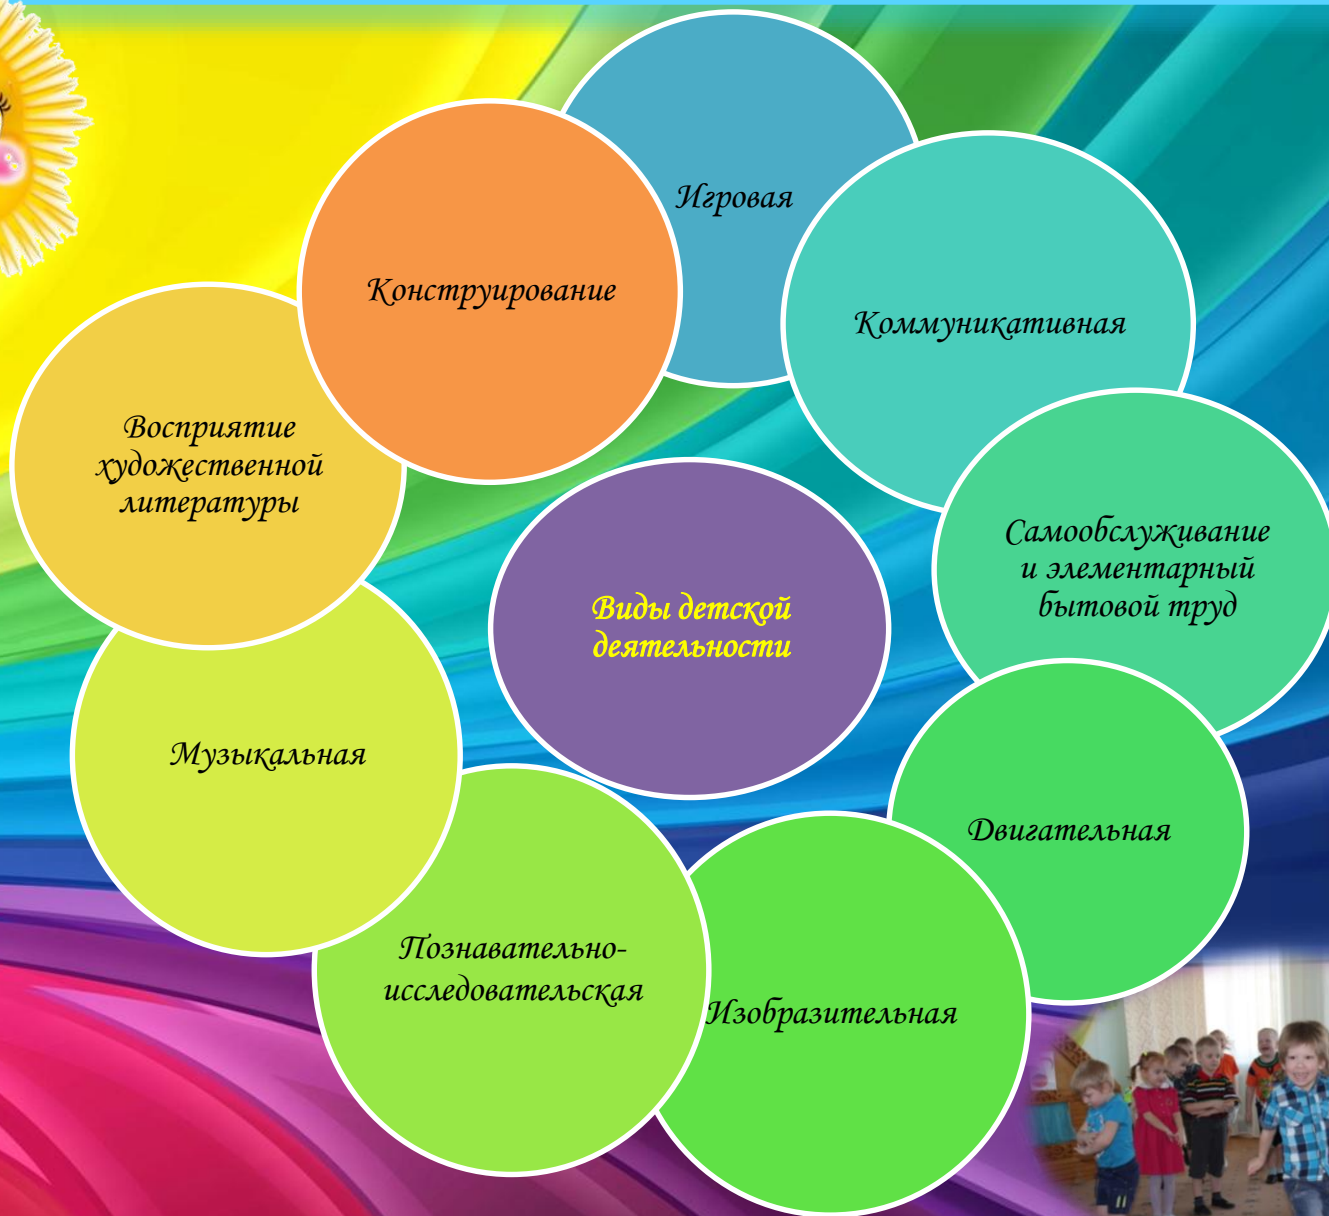 Игровая
Конструирование
Коммуникативная
Восприятие
художественной
литературы
Самообслуживание
и элементарный
бытовой труд
Виды детской
деятельности
Музыкальная
Двигательная
Познавательно-
исследовательская
Изобразительная